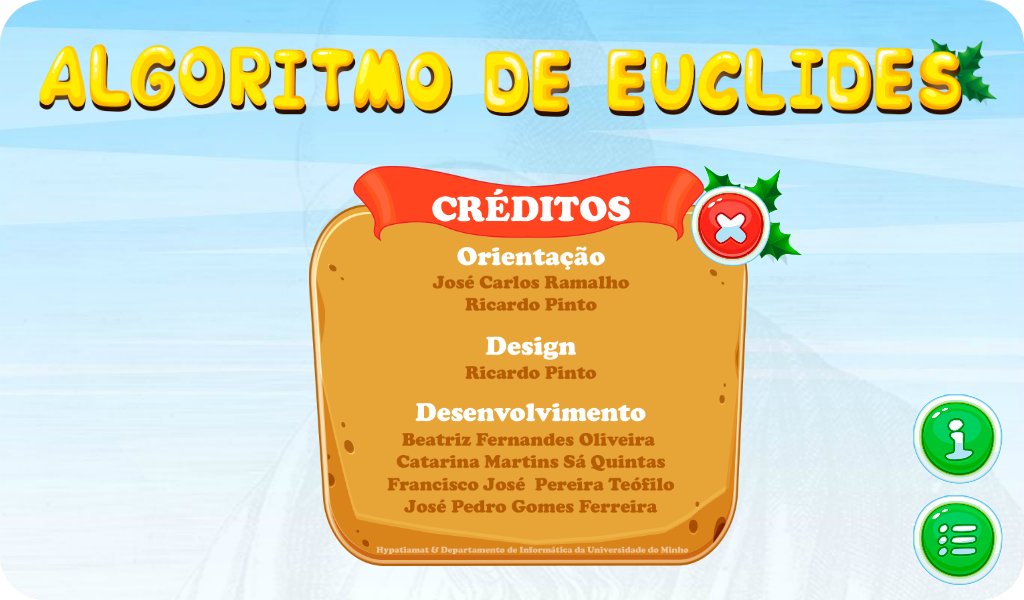 ALGORITMO DE EUCLIDES
CRÉDITOS
Orientação
José Carlos Ramalho
Ricardo Pinto
Design
Ricardo Pinto
Desenvolvimento
Beatriz Fernandes Oliveira
Catarina Martins Sá Quintas
Francisco José Pereira Teófilo
José Pedro Gomes Ferreira
Hypatiamat & Departamento de Informática da Universidade do Minho